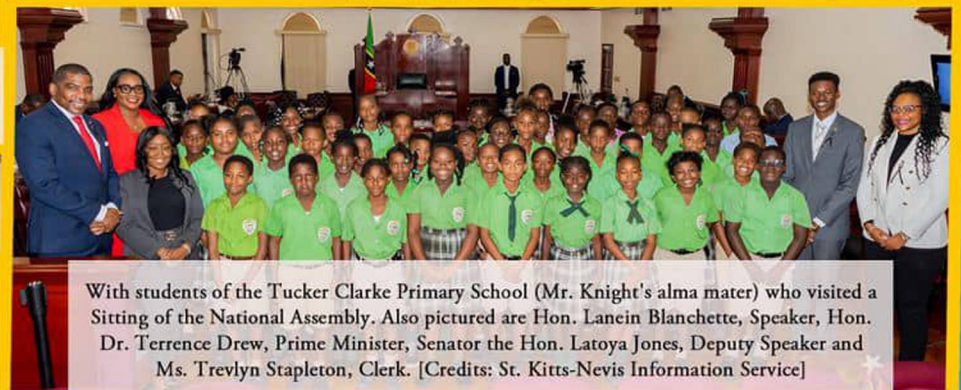 With students of the Tucker Clarke Primary School (Mr. Knight's alma mater) who visited a
Sitting of the National Assembly. Also pictured are Hon. Lanein Blanchette, Speaker, Hon.
Dr. Terrence Drew, Prime Minister, Senator the Hon. Latoya Jones, Deputy Speaker and
Ms. Trevlyn Stapleton, Clerk. [Credits: St. Kitts-Nevis Information Service]